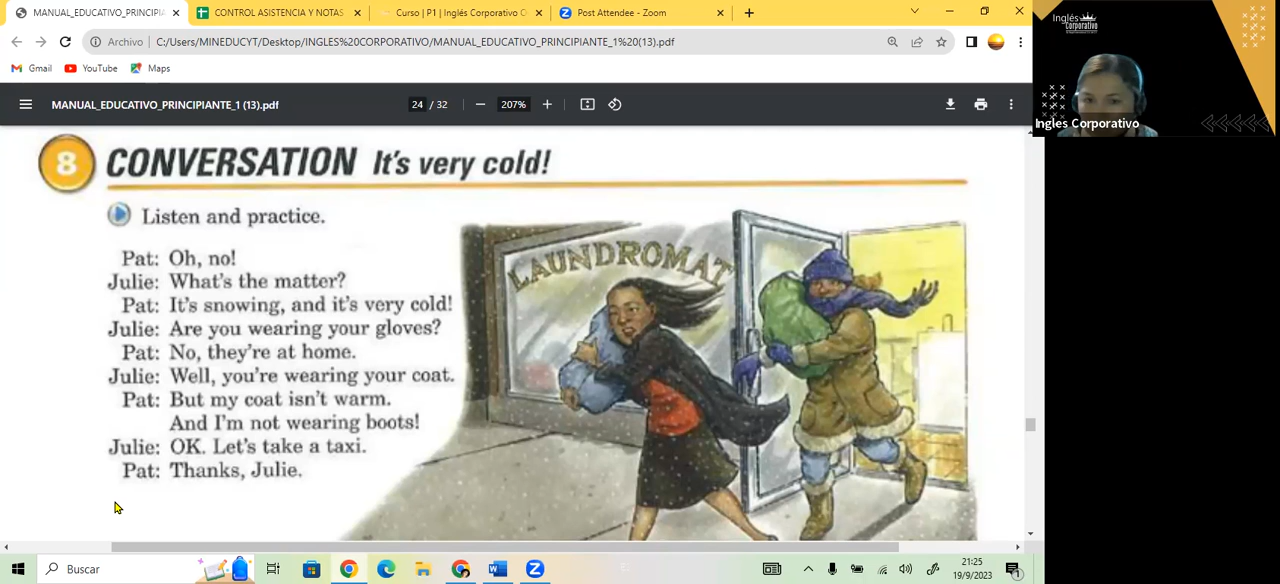 MANUAL_EDUCATIVO_PRINCIPIA
CONTROL ASISTENCIA Y NOTAS
Curso | P1 | Inglés Corporativo C
Post Attendee - Zoom
Archivo
C:/Users/MINEDUCYT/Desktop/INGLES%20CORPORATIVO/MANUAL_EDUCATIVO_PRINCIPIANTE_1%20(13).pdf
Gmail
YouTube
Maps
MANUAL_EDUCATIVO_PRINCIPIANTE_1 (13).pdf
24 / 32
207%
Inglés
Corporativo
Ingles Corporativo
8 CONVERSATION It's very cold!
Listen and practice.
Pat: Oh, no!
Julie: What's the matter?
Pat: It's snowing, and it's very cold!
Julie: Are you wearing your gloves?
Pat: No, they're at home.
Julie: Well, you're wearing your coat.
Pat: But my coat isn't warm.
And I'm not wearing boots!
Julie: OK. Let's take a taxi.
Pat: Thanks, Julie.
LAUNDROMAT
Buscar
21:25
19/9/2023
1